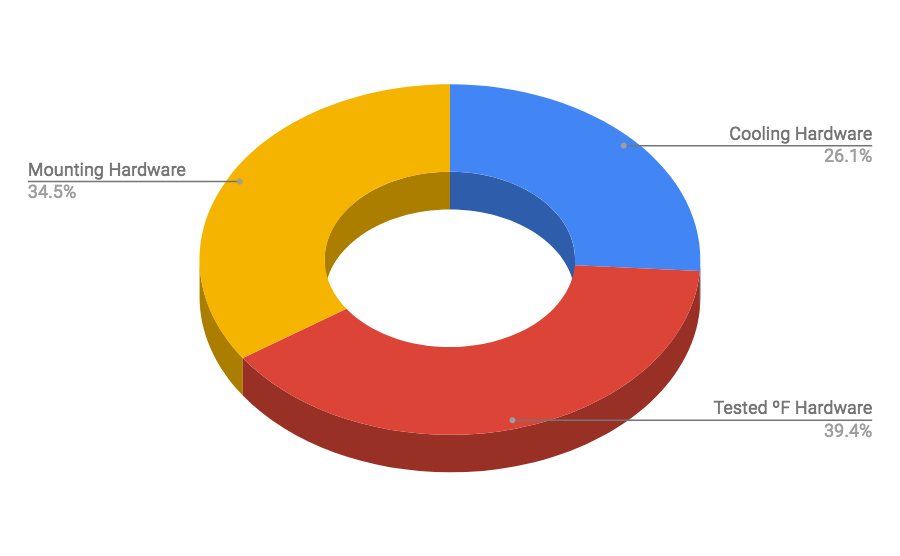 Cooling Hardware
26.1%
Mounting Hardware
34.5%
Tested ºF Hardware
39.4%